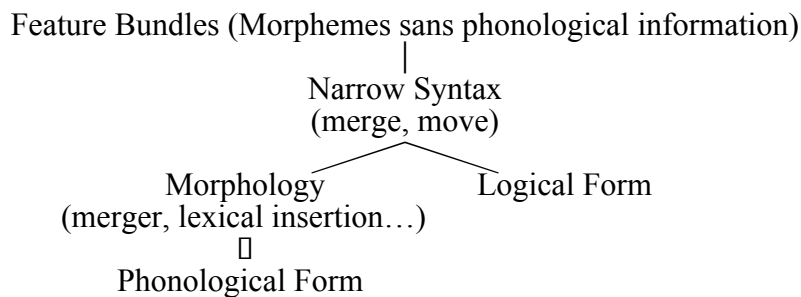 Feature Bundles (Morphemes sans phonological information)
Narrow Syntax
(merge, move)
Morphology Logical Form
(merger, lexical insertion…)
Phonological Form